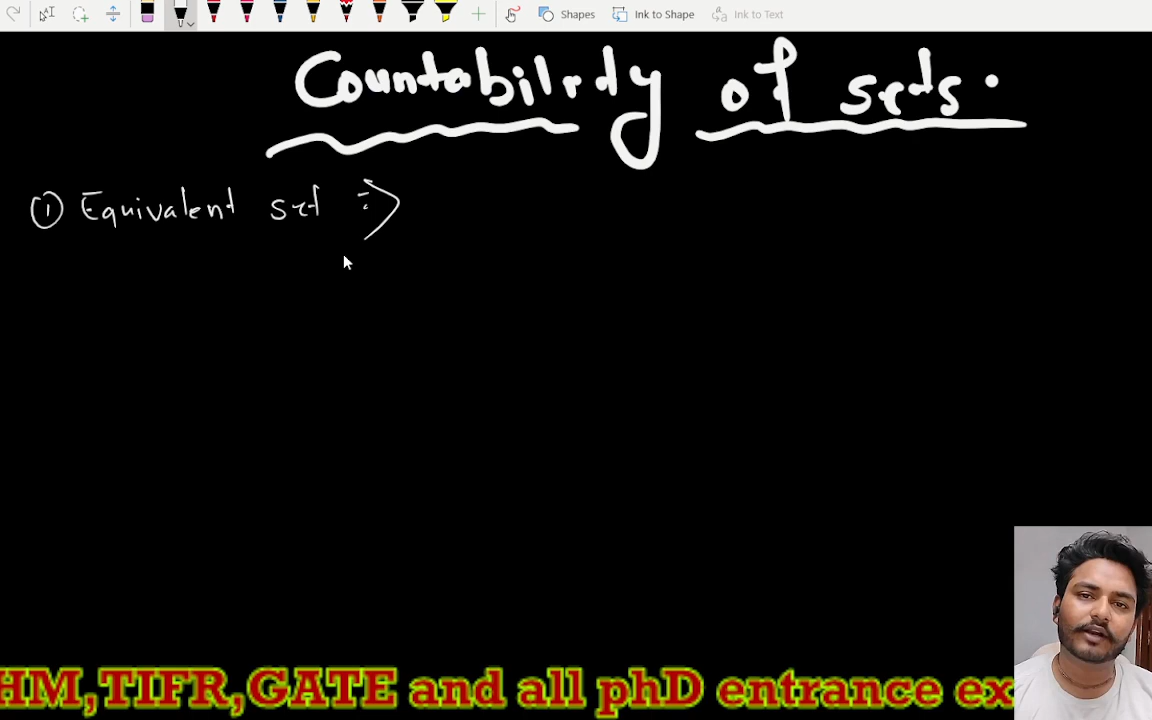 Shapes Ink to Shape Ink to Text
Countability of sets.
① Equivalent set :⇒
HM,TIFR,GATE and all phD entrance ex